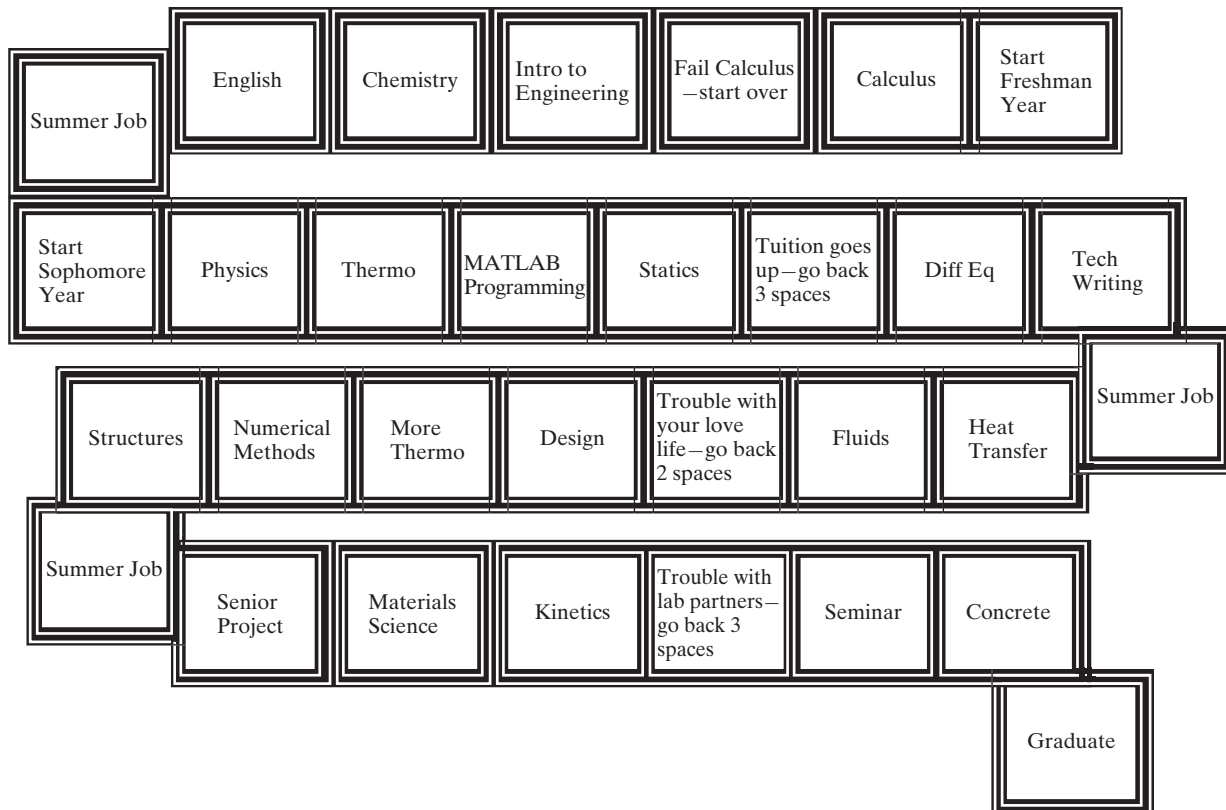 English
Chemistry
Intro to
Engineering
Fail Calculus
–start over
Calculus
Start
Freshman
Year
Summer Job
Start
Sophomore
Year
Physics
Thermo
MATLAB
Programming
Statics
Tuition goes
up–go back
3 spaces
Diff Eq
Tech
Writing
Summer Job
Structures
Numerical
Methods
More
Thermo
Design
Trouble with
your love
life–go back
2 spaces
Fluids
Heat
Transfer
Summer Job
Senior
Project
Materials
Science
Kinetics
Trouble with
lab partners–
go back 3
spaces
Seminar
Concrete
Graduate